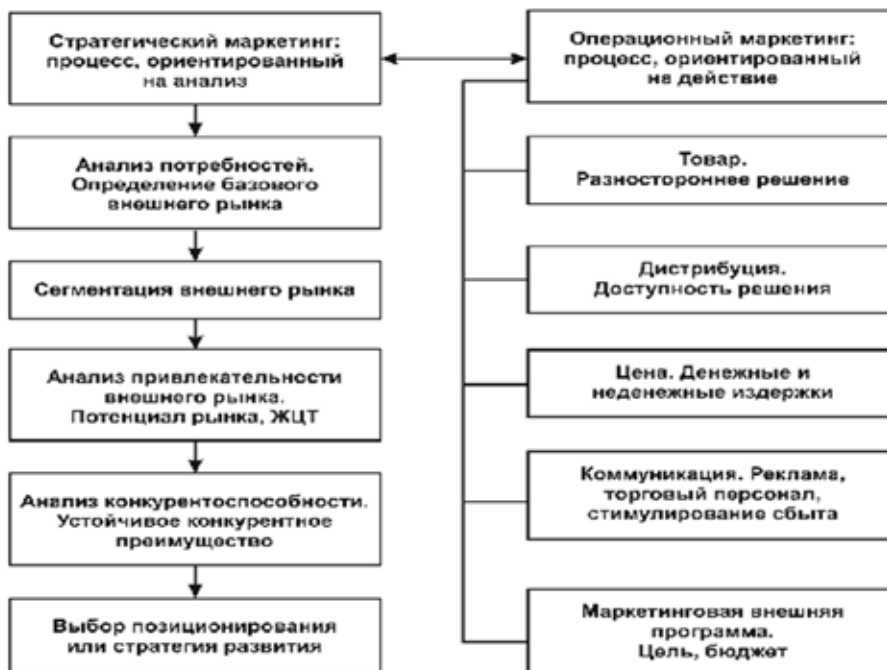 Стратегический маркетинг:
процесс, ориентированный
на анализ
Анализ потребностей.
Определение базового
внешнего рынка
Сегментация внешнего рынка
Анализ привлекательности
внешнего рынка.
Потенциал рынка, ЖЦТ
Анализ конкурентоспособности.
Устойчивое конкурентное
преимущество
Выбор позиционирования
или стратегия развития
Операционный маркетинг:
процесс, ориентированный
на действие
Товар.
Разностороннее решение
Дистрибуция.
Доступность решения
Цена. Денежные и
неденежные издержки
Коммуникация. Реклама,
торговый персонал,
стимулирование сбыта
Маркетинговая внешняя
программа.
Цель, бюджет